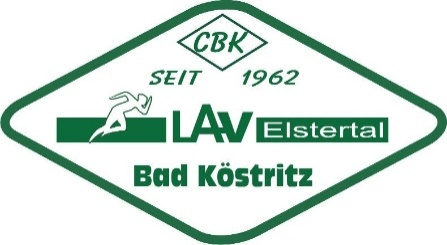 CBK
SEIT 1962
LAV Elstertal
Bad Köstritz